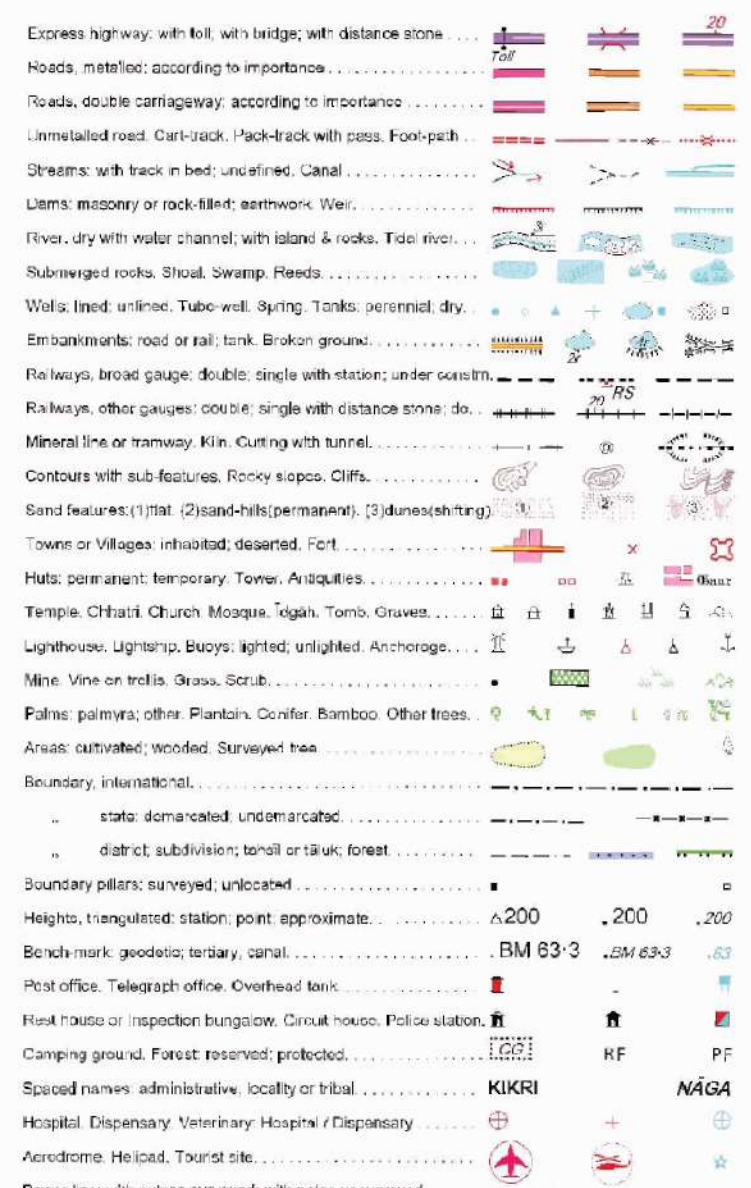 Express highway: with toll; with bridge; with distance stone .... Toll 20
Roads, metalled: according to importance
Roads, double carriageway: according to importance
Unmetalled road. Cart-track. Pack-track with pass. Foot-path
Streams: with track in bed; undefined. Canal
Dams: masonry or rock-filled; earthwork. Weir.
River, dry with water channel; with island & rocks. Tidal river.
Submerged rocks. Shoal. Swamp. Reeds.
Wells: lined; unlined. Tube-well. Spring. Tanks: perennial; dry.
Embankments: road or rail; tank. Broken ground.
Railways, broad gauge: double; single with station; under constrn. RS
Railways, other gauges: double; single with distance stone; do. 20
Mineral line or tramway. Kiln. Cutting with tunnel.
Contours with sub-features. Rocky slopes. Cliffs.
Sand features:(1)flat. (2)sand-hills(permanent). (3)dunes(shifting). 1 2 3
Towns or Villages: inhabited; deserted. Fort.
Huts: permanent; temporary. Tower. Antiquities.
Temple. Chhatri. Church. Mosque. Īdgāh. Tomb. Graves.
Lighthouse. Lightship. Buoys: lighted; unlighted. Anchorage.
Mine. Vine on trellis. Grass. Scrub.
Palms: palmyra; other. Plantain. Conifer. Bamboo. Other trees.
Areas: cultivated; wooded. Surveyed tree
Boundary, international.
,, state: demarcated; undemarcated.
,, district; subdivision; tahsīl or tāluk; forest.
Boundary pillars: surveyed; unlocated
Heights, triangulated: station; point; approximate. △200 .200 .200
Bench-mark: geodetic; tertiary, canal. .BM 63·3 .BM 63·3 .63
Post office. Telegraph office. Overhead tank
Rest house or Inspection bungalow. Circuit house. Police station.
Camping ground. Forest: reserved; protected. CG RF PF
Spaced names: administrative, locality or tribal. KIKRI NĀGA
Hospital. Dispensary. Veterinary: Hospital / Dispensary
Aerodrome. Helipad. Tourist site.